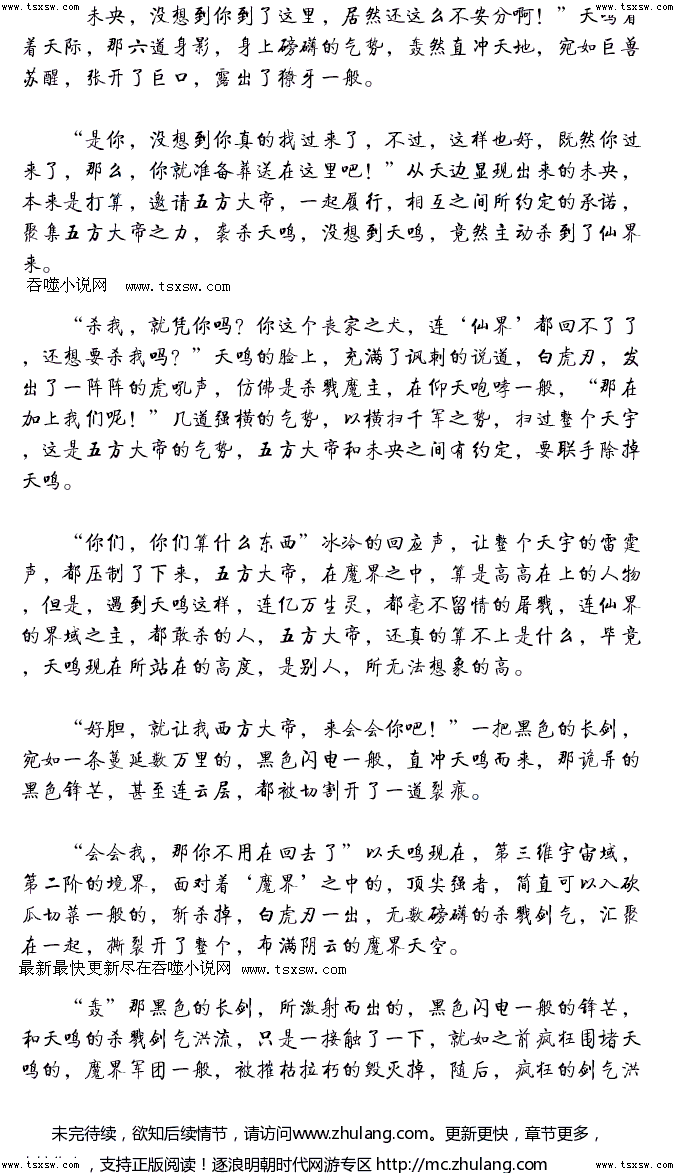 www.tsxsw.com www.tsxsw.com www.tsxsw.com www.tsxsw.com
未央，没想到你到了这里，居然还这么不安分啊！”天鸣看
着天际，那六道身影，身上磅礴的气势，轰然直冲天地，宛如巨兽
苏醒，张开了巨口，露出了獠牙一般。
“是你，没想到你真的找过来了，不过，这样也好，既然你过
来了，那么，你就准备葬送在这里吧！”从天边显现出来的未央，
本来是打算，邀请五方大帝，一起履行，相互之间所约定的承诺，
聚集五方大帝之力，袭杀天鸣，没想到天鸣，竟然主动杀到了仙界
来。
吞噬小说网 www.tsxsw.com
“杀我，就凭你吗？你这个丧家之犬，连‘仙界’都回不了了
，还想要杀我吗？”天鸣的脸上，充满了讽刺的说道，白虎刃，发
出了一阵阵的虎吼声，仿佛是杀戮魔主，在仰天咆哮一般，“那在
加上我们呢！”几道强横的气势，以横扫千军之势，扫过整个天宇
，这是五方大帝的气势，五方大帝和未央之间有约定，要联手除掉
天鸣。
“你们，你们算什么东西”冰冷的回应声，让整个天宇的雷霆
声，都压制了下来，五方大帝，在魔界之中，算是高高在上的人物
，但是，遇到天鸣这样，连亿万生灵，都毫不留情的屠戮，连仙界
的界域之主，都敢杀的人，五方大帝，还真的算不上是什么，毕竟
，天鸣现在所站在的高度，是别人，所无法想象的高。
“好胆，就让我西方大帝，来会会你吧！”一把黑色的长剑，
宛如一条蔓延数万里的，黑色闪电一般，直冲天鸣而来，那诡异的
黑色锋芒，甚至连云层，都被切割开了一道裂痕。
“会会我，那你不用在回去了”以天鸣现在，第三维宇宙域，
第二阶的境界，面对着‘魔界’之中的，顶尖强者，简直可以入砍
瓜切菜一般的，斩杀掉，白虎刃一出，无数磅礴的杀戮剑气，汇聚
在一起，撕裂开了整个，布满阴云的魔界天空。
最新最快更新尽在吞噬小说网 www.tsxsw.com
“轰”那黑色的长剑，所激射而出的，黑色闪电一般的锋芒，
和天鸣的杀戮剑气洪流，只是一接触了一下，就如之前疯狂围堵天
鸣的，魔界军团一般，被摧枯拉朽的毁灭掉，随后，疯狂的剑气洪
未完待续，欲知后续情节，请访问www.zhulang.com。更新更快，章节更多，
，支持正版阅读！逐浪明朝时代网游专区 http://mc.zhulang.com
www.tsxsw.com www.tsxsw.com www.tsxsw.com www.tsxsw.com